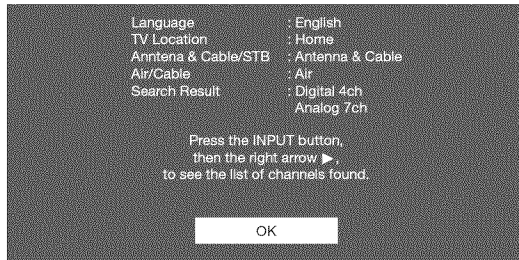 Language : English
TV Location : Home
Anntena & Cable/STB : Antenna & Cable
Air/Cable : Air
Search Result : Digital 4ch
Analog 7ch
Press the INPUT button,
then the right arrow ▶,
to see the list of channels found.
OK